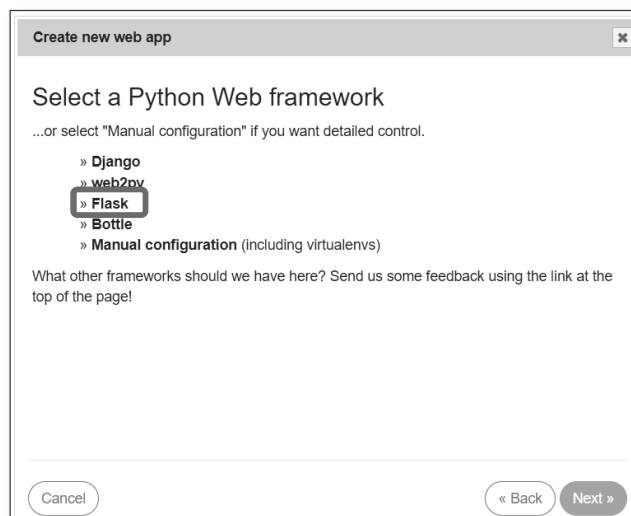 Create new web app
Select a Python Web framework
...or select "Manual configuration" if you want detailed control.
» Django
» web2py
» Flask
» Bottle
» Manual configuration (including virtualenvs)
What other frameworks should we have here? Send us some feedback using the link at the
top of the page!
Cancel
« Back
Next »